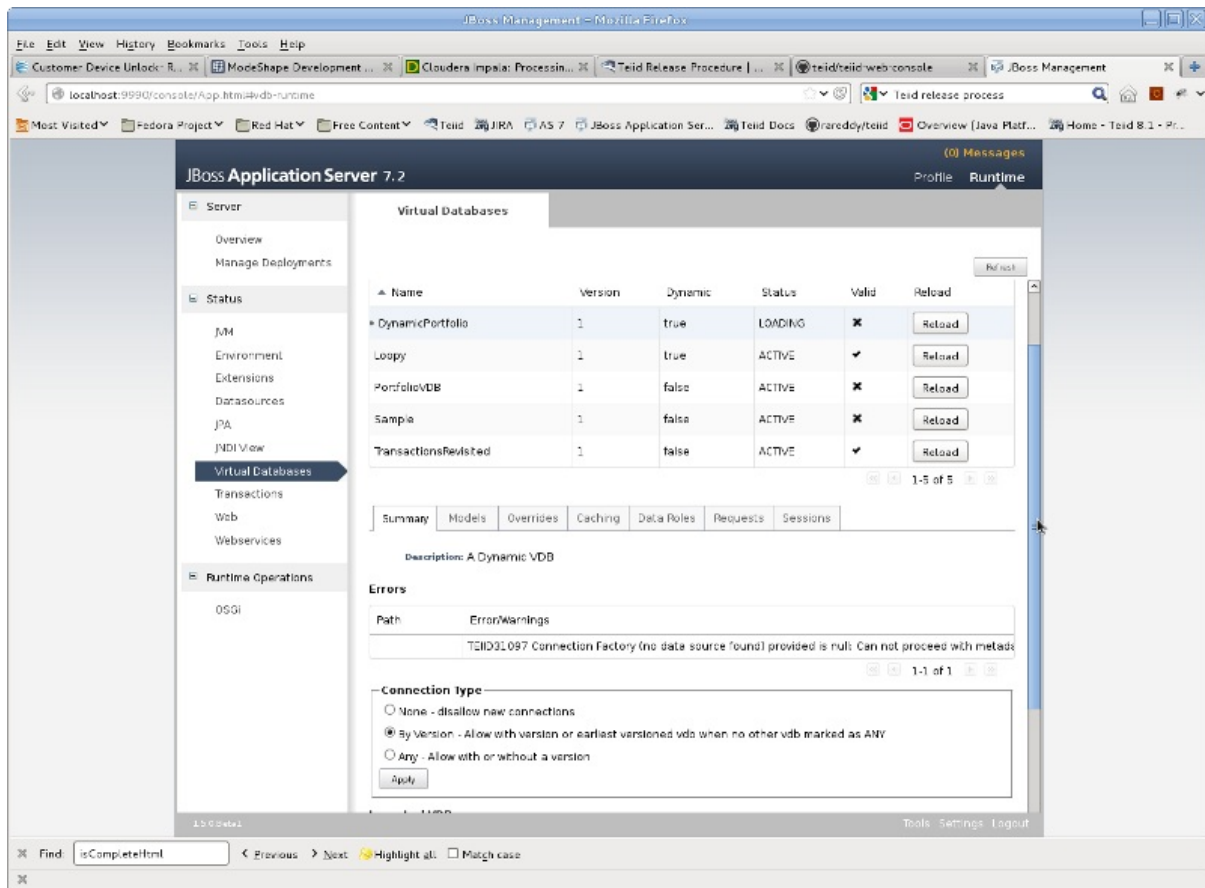 JBoss Management - Mozilla Firefox
File Edit View History Bookmarks Tools Help
Customer Device Unlock- R... ModeShape Development ... Cloudera Impala: Processin... Teiid Release Procedure | ... teiid/teiid-web-console JBoss Management
localhost:9990/console/App.html#vdb-runtime Teiid release process
Most Visited Fedora Project Red Hat Free Content Teiid JIRA AS 7 JBoss Application Ser... Teiid Docs rareddy/teiid Overview (Java Platf... Home - Teiid 8.1 - Pr...
(0) Messages
JBoss Application Server 7.2 Profile Runtime
Server
Overview
Manage Deployments
Status
JVM
Environment
Extensions
Datasources
JPA
JNDI View
Virtual Databases
Transactions
Web
Webservices
Runtime Operations
OSGi
Virtual Databases
Refresh
Name Version Dynamic Status Valid Reload
DynamicPortfolio 1 true LOADING ✖ Reload
Loopy 1 true ACTIVE ✔ Reload
PortfolioVDB 1 false ACTIVE ✖ Reload
Sample 1 false ACTIVE ✖ Reload
TransactionsRevisited 1 false ACTIVE ✔ Reload
1-5 of 5
Summary Models Overrides Caching Data Roles Requests Sessions
Description: A Dynamic VDB
Errors
Path Error/Warnings
TEIID31097 Connection Factory (no data source found) provided is null; Can not proceed with metada
1-1 of 1
Connection Type
None - disallow new connections
By Version - Allow with version or earliest versioned vdb when no other vdb marked as ANY
Any - Allow with or without a version
Apply
1.5.0.Beta1 Tools Settings Logout
Find: isCompleteHtml Previous Next Highlight all Match case